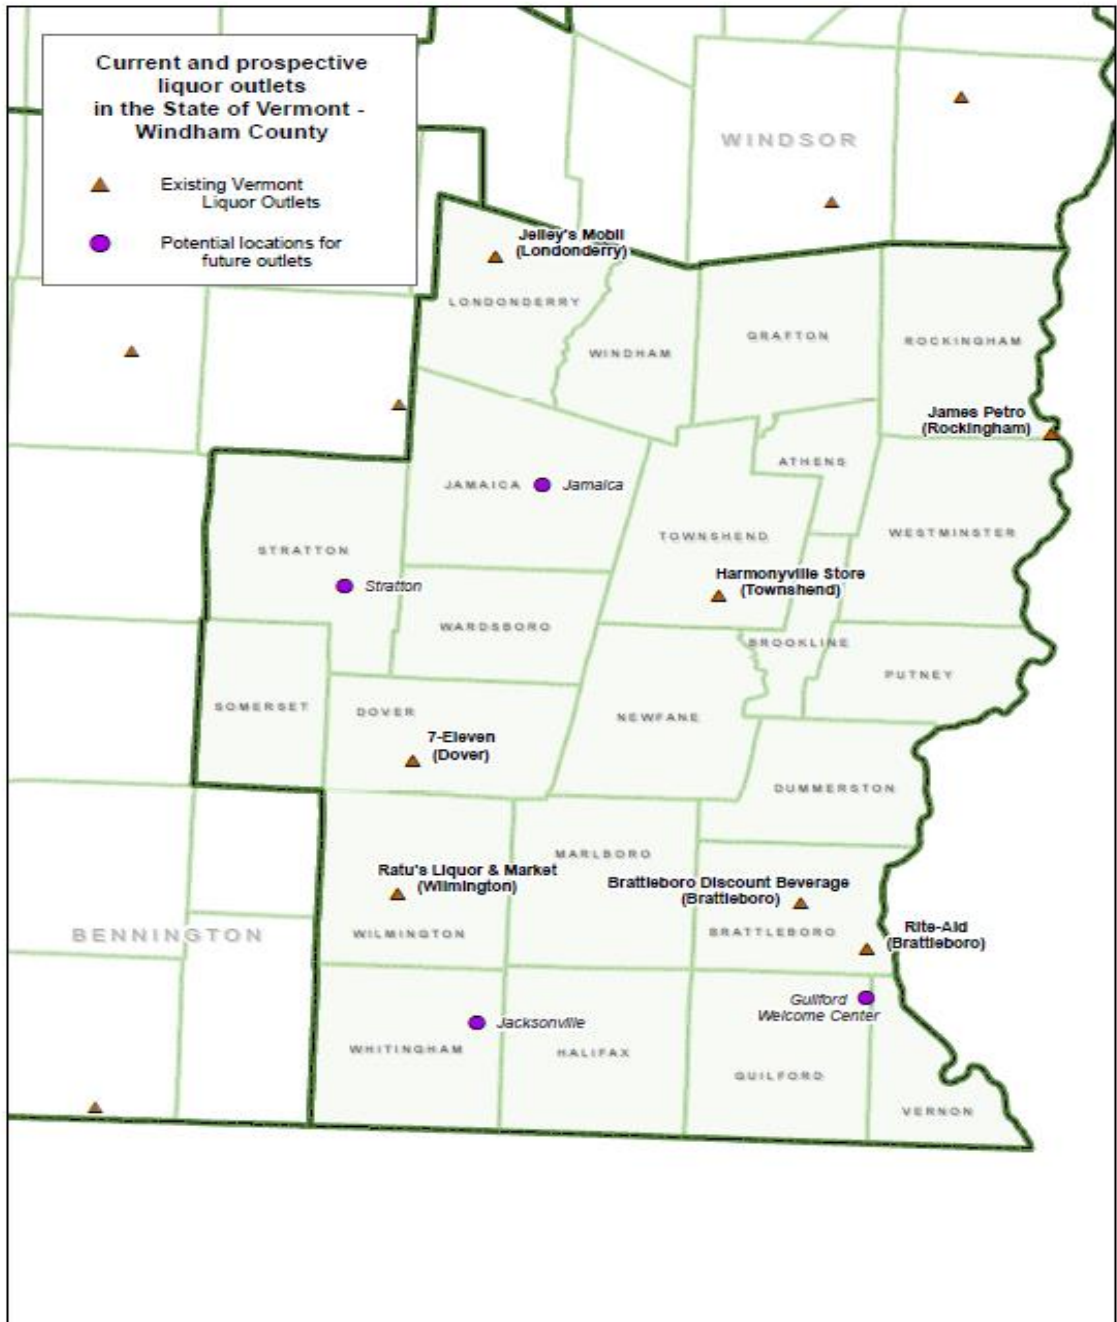 Current and prospective
liquor outlets
in the State of Vermont -
Windham County
Existing Vermont
Liquor Outlets
Potential locations for
future outlets
WINDSOR
Jelley's Mobil
(Londonderry)
LONDONDERRY
WINDHAM
GRAFTON
ROCKINGHAM
James Petro
(Rockingham)
ATHENS
JAMAICA
Jamaica
TOWNSHEND
WESTMINSTER
STRATTON
Stratton
Harmonyville Store
(Townshend)
WARDSBORO
BROOKLINE
PUTNEY
SOMERSET
DOVER
NEWFANE
7-Eleven
(Dover)
DUMMERSTON
MARLBORO
Ratu's Liquor & Market
(Wilmington)
Brattleboro Discount Beverage
(Brattleboro)
BENNINGTON
WILMINGTON
BRATTLEBORO
Rite-Aid
(Brattleboro)
Guilford
Welcome Center
Jacksonville
WHITINGHAM
HALIFAX
GUILFORD
VERNON